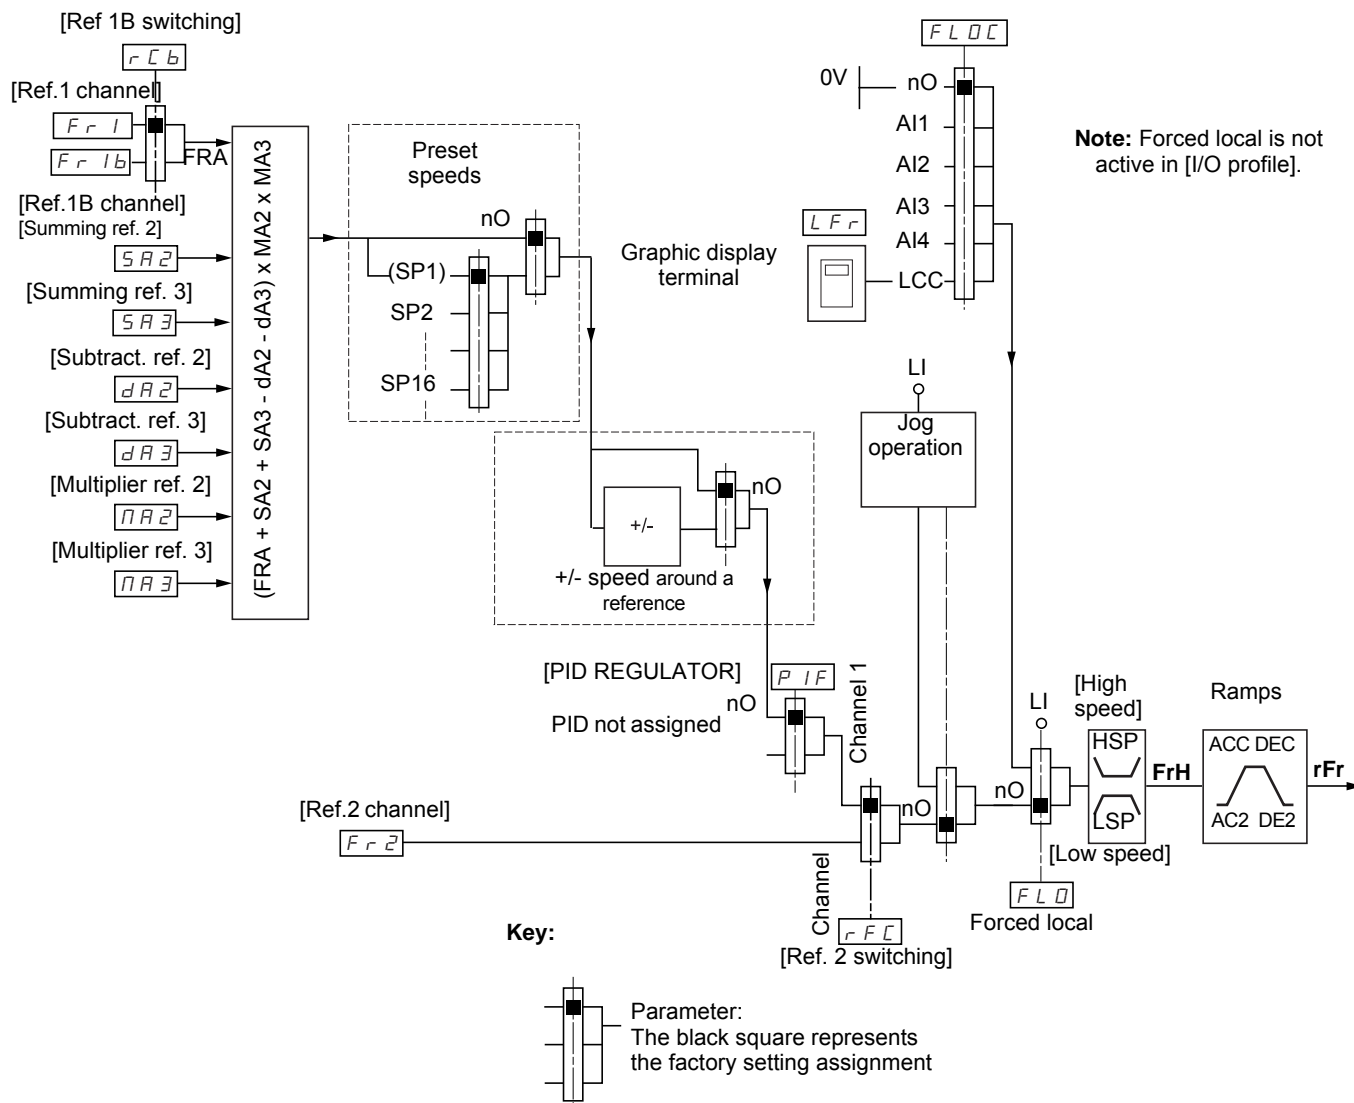 [Ref 1B switching]
rCb
[Ref.1 channel]
Fr1
Fr1b
FRA
[Ref.1B channel]
[Summing ref. 2]
SA2
[Summing ref. 3]
SA3
[Subtract. ref. 2]
dA2
[Subtract. ref. 3]
dA3
[Multiplier ref. 2]
MA2
[Multiplier ref. 3]
MA3
(FRA + SA2 + SA3 - dA2 - dA3) x MA2 x MA3
Preset
speeds
nO
(SP1)
SP2
SP16
+/-
nO
+/- speed around a
reference
FLOC
0V
nO
AI1
AI2
AI3
AI4
LCC
LFr
Graphic display
terminal
Note: Forced local is not
active in [I/O profile].
LI
Jog
operation
[PID REGULATOR]
PIF
nO
PID not assigned
Channel 1
[Ref.2 channel]
Fr2
Channel
nO
rFC
[Ref. 2 switching]
nO
LI
FLO
Forced local
[High
speed]
HSP
LSP
[Low speed]
FrH
Ramps
ACC DEC
AC2 DE2
rFr
Key:
Parameter:
The black square represents
the factory setting assignment